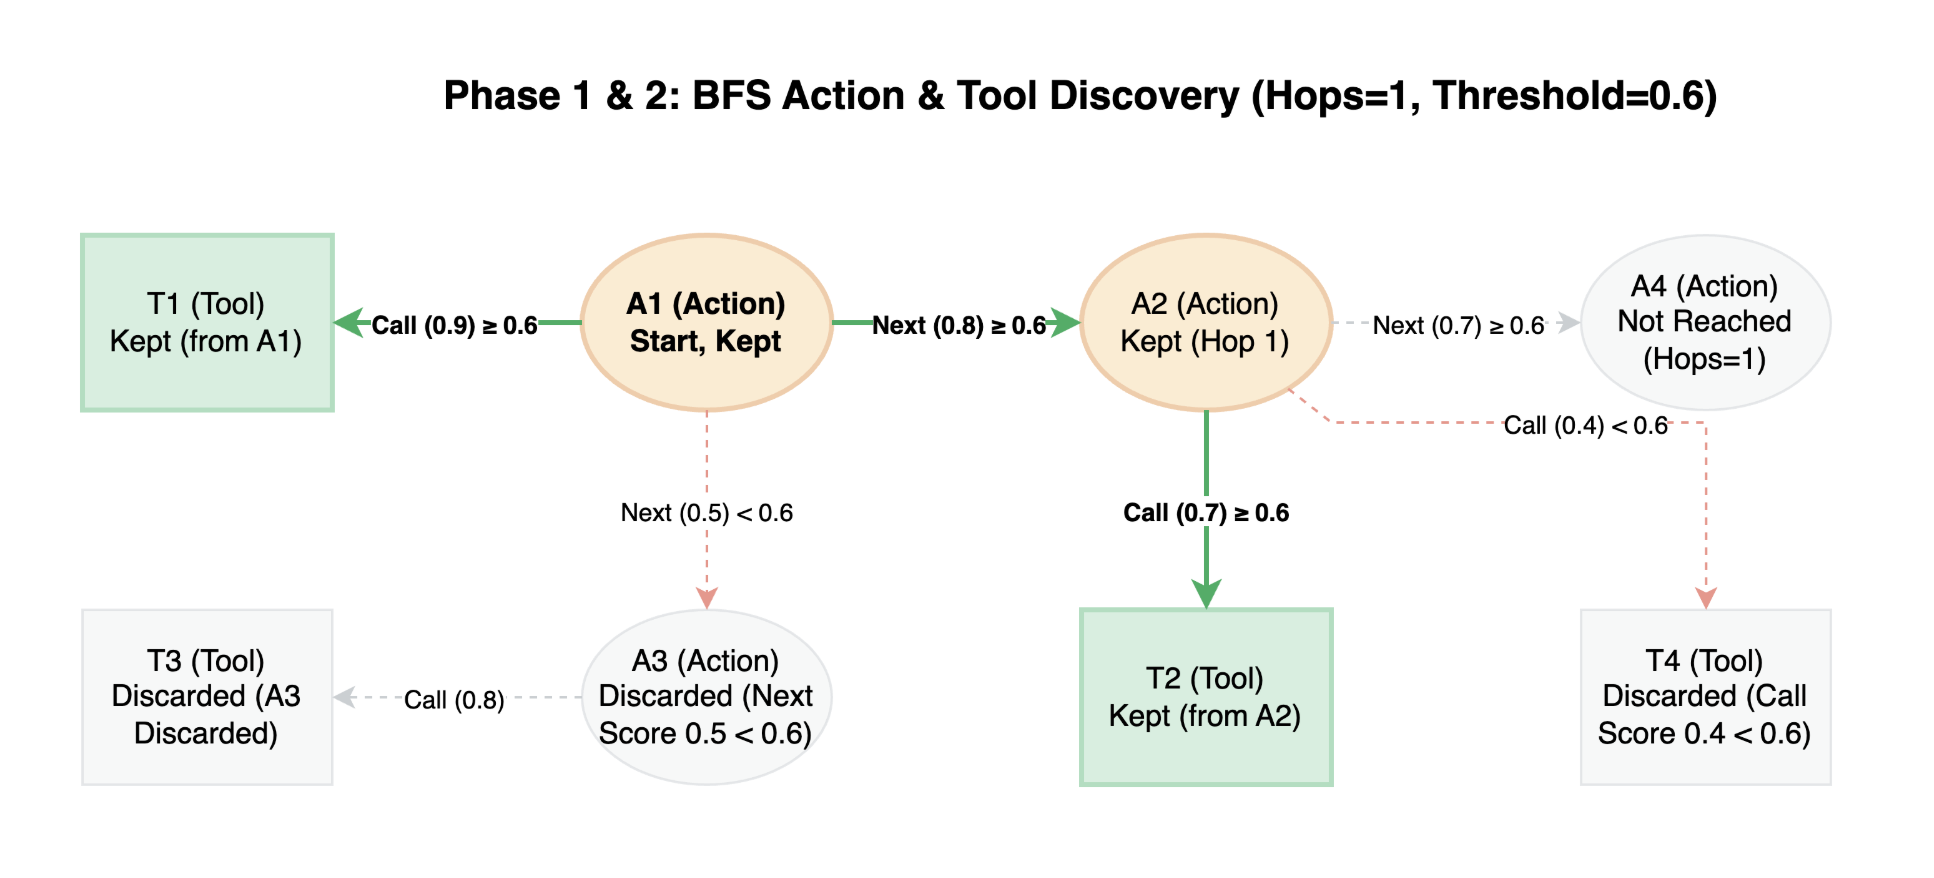 Phase 1 & 2: BFS Action & Tool Discovery (Hops=1, Threshold=0.6)
T1 (Tool)
Kept (from A1)
Call (0.9) ≥ 0.6
A1 (Action)
Start, Kept
Next (0.8) ≥ 0.6
A2 (Action)
Kept (Hop 1)
Next (0.7) ≥ 0.6
A4 (Action)
Not Reached
(Hops=1)
Call (0.4) < 0.6
Next (0.5) < 0.6
Call (0.7) ≥ 0.6
T3 (Tool)
Discarded (A3
Discarded)
Call (0.8)
A3 (Action)
Discarded (Next
Score 0.5 < 0.6)
T2 (Tool)
Kept (from A2)
T4 (Tool)
Discarded (Call
Score 0.4 < 0.6)